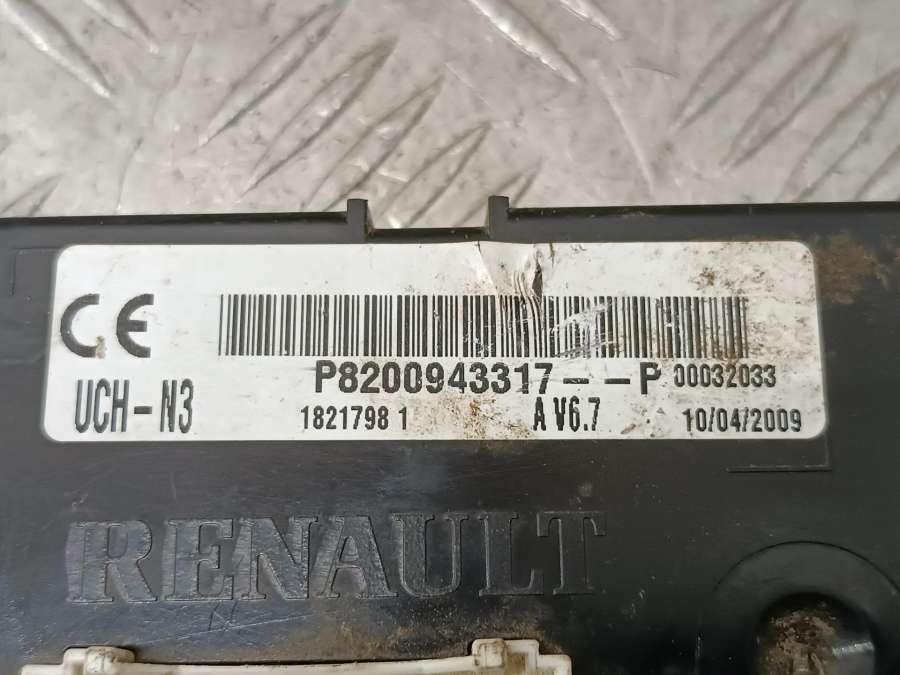 CE
P8200943317--P 00032033
UCH-N3
1821798 1 A V6.7 10/04/2009
RENAULT